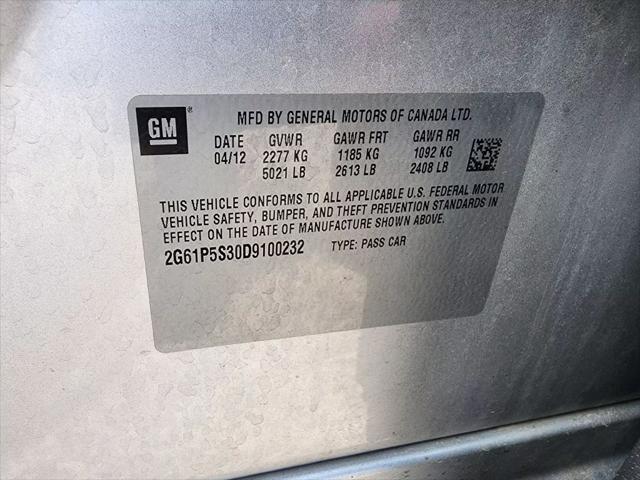 GM®
MFD BY GENERAL MOTORS OF CANADA LTD.
DATE GVWR GAWR FRT GAWR RR
04/12 2277 KG 1185 KG 1092 KG
5021 LB 2613 LB 2408 LB
THIS VEHICLE CONFORMS TO ALL APPLICABLE U.S. FEDERAL MOTOR
VEHICLE SAFETY, BUMPER, AND THEFT PREVENTION STANDARDS IN
EFFECT ON THE DATE OF MANUFACTURE SHOWN ABOVE.
2G61P5S30D9100232 TYPE: PASS CAR